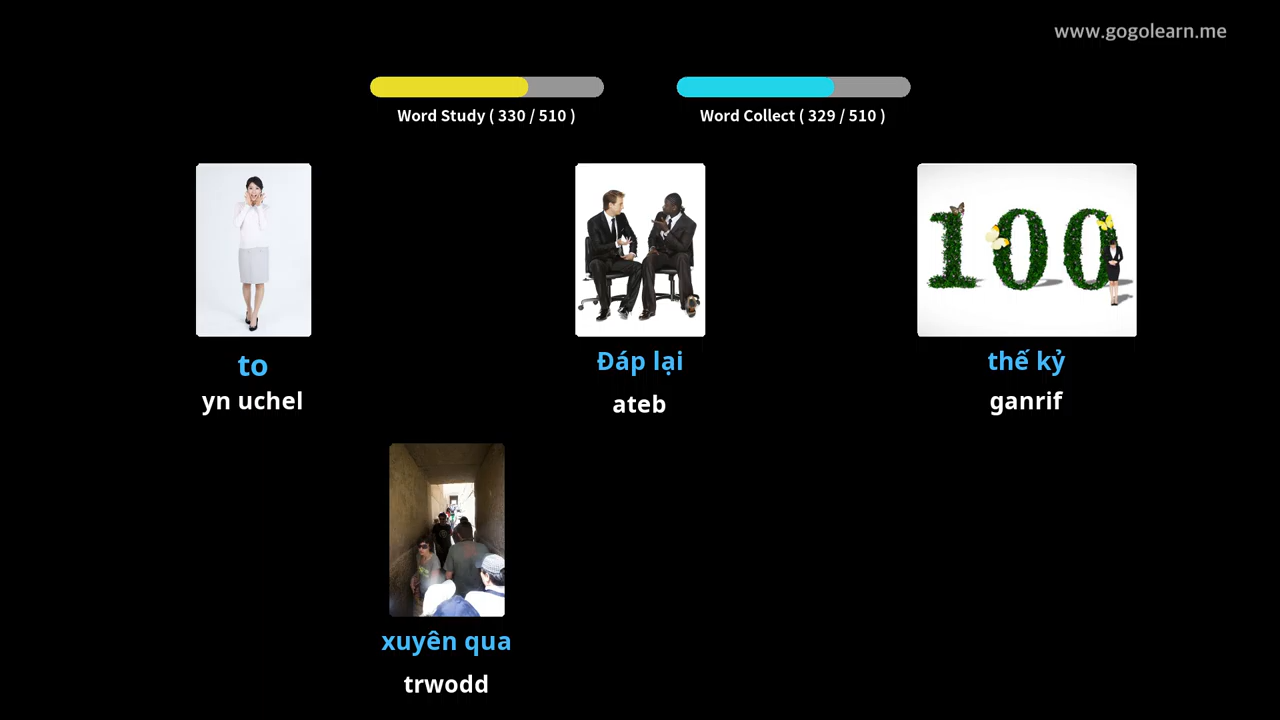 www.gogolearn.me
Word Study ( 330 / 510 )
Word Collect ( 329 / 510 )
to
yn uchel
Đáp lại
ateb
100
thế kỷ
ganrif
xuyên qua
trwodd